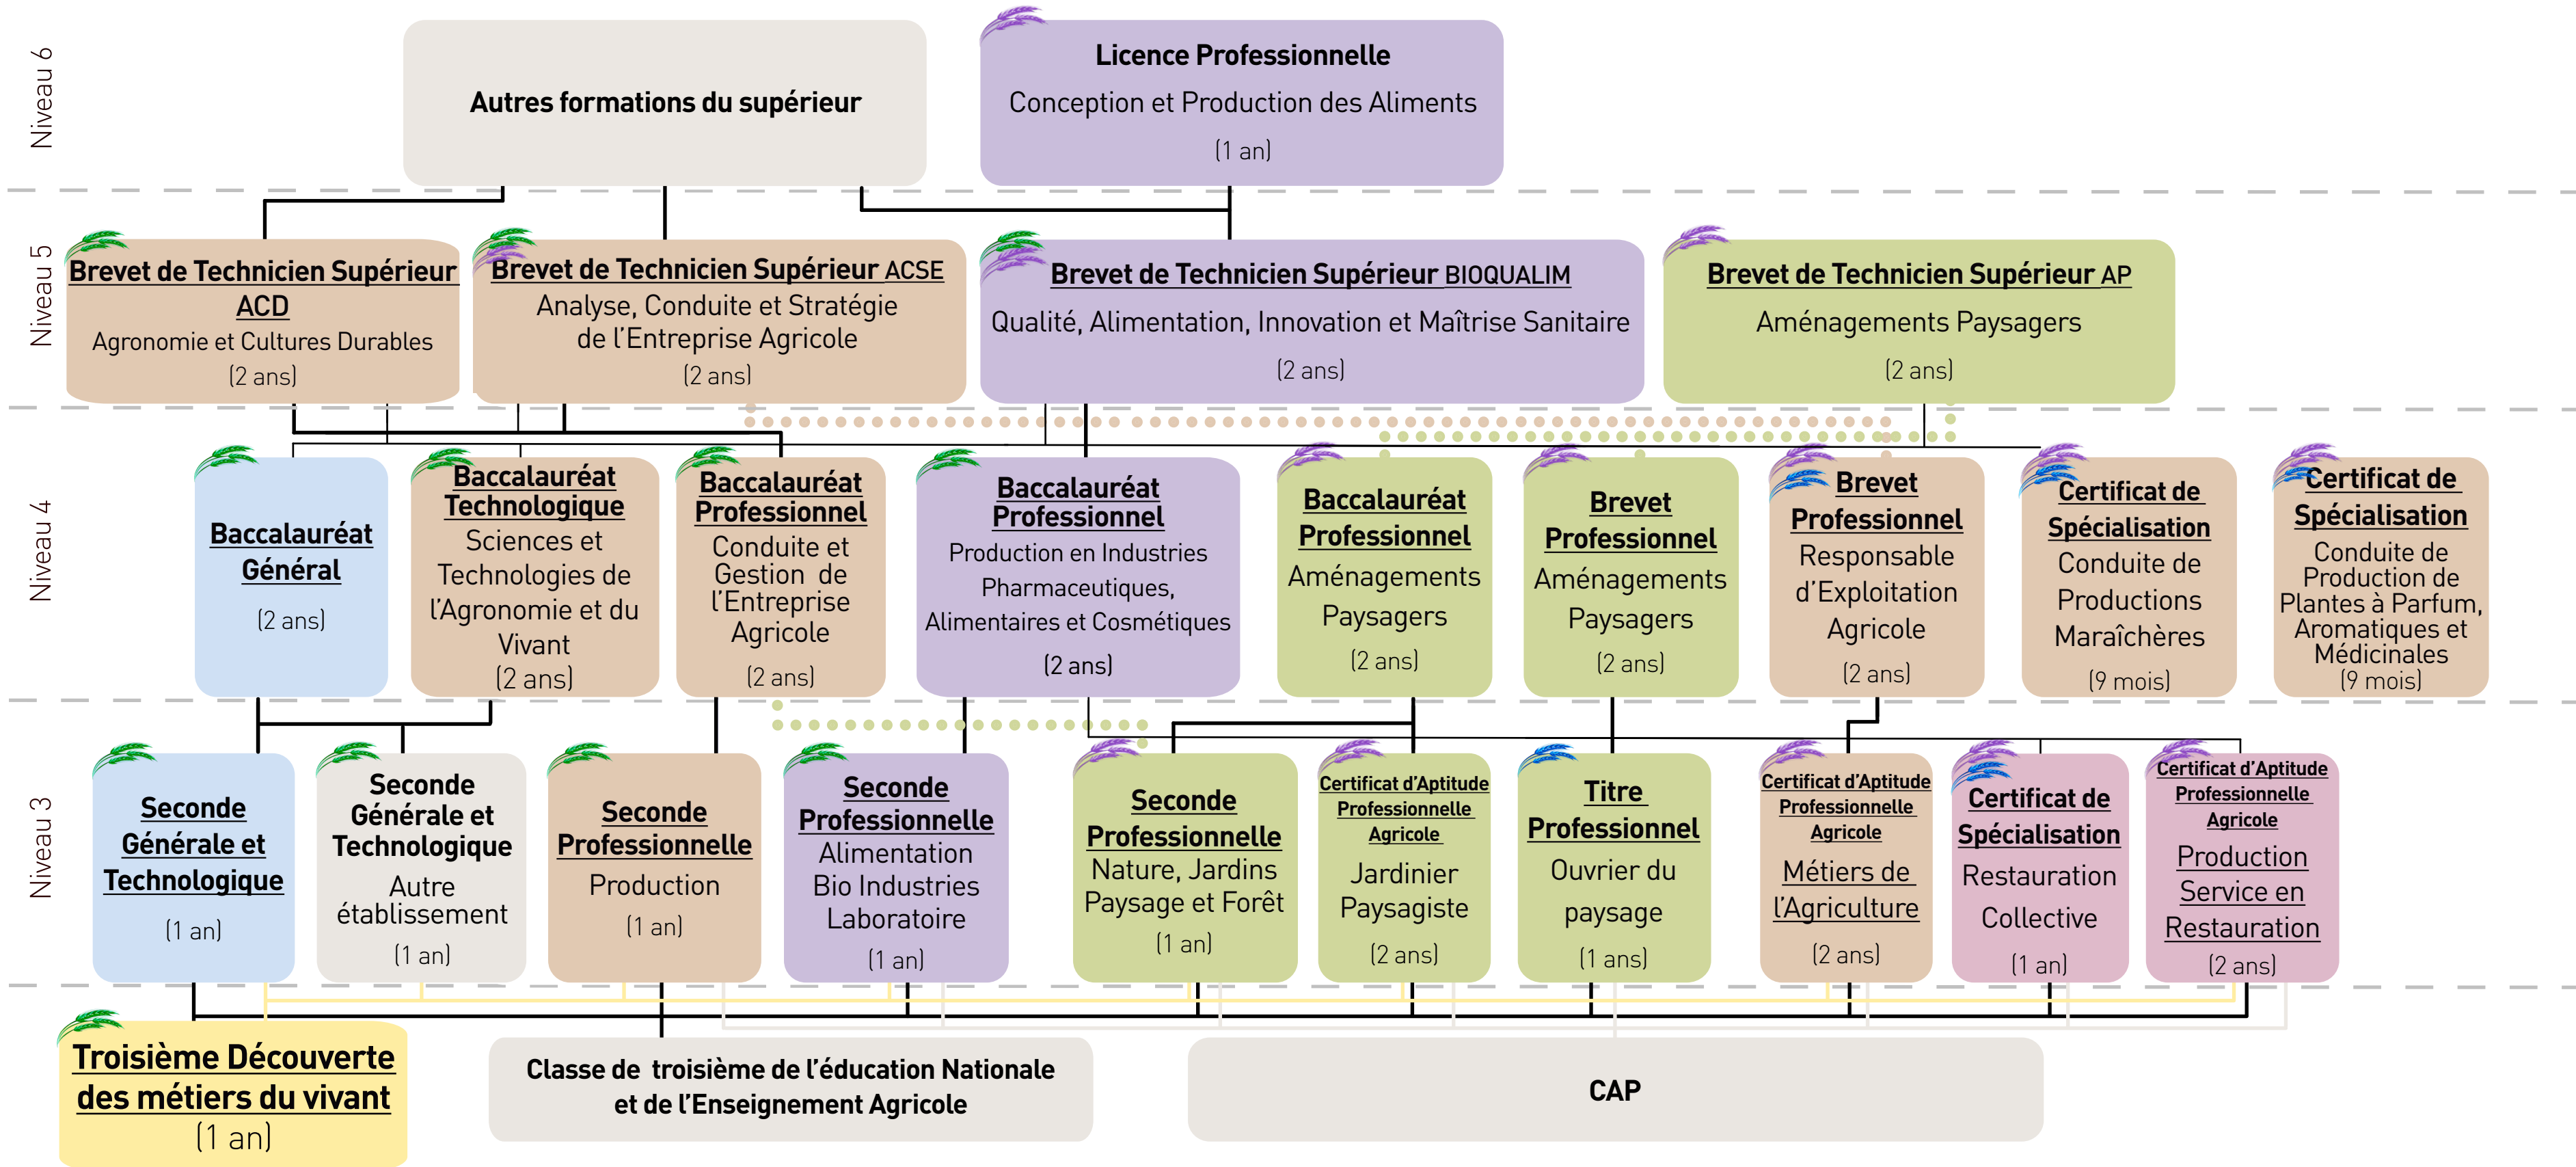 Niveau 6
Autres formations du supérieur
Licence Professionnelle
Conception et Production des Aliments
(1 an)
Niveau 5
Brevet de Technicien Supérieur
ACD
Agronomie et Cultures Durables
(2 ans)
Brevet de Technicien Supérieur ACSE
Analyse, Conduite et Stratégie
de l'Entreprise Agricole
(2 ans)
Brevet de Technicien Supérieur BIOQUALIM
Qualité, Alimentation, Innovation et Maîtrise Sanitaire
(2 ans)
Brevet de Technicien Supérieur AP
Aménagements Paysagers
(2 ans)
Niveau 4
Baccalauréat
Général
(2 ans)
Baccalauréat
Technologique
Sciences et
Technologies de
l'Agronomie et du
Vivant
(2 ans)
Baccalauréat
Professionnel
Conduite et
Gestion de
l'Entreprise
Agricole
(2 ans)
Baccalauréat
Professionnel
Production en Industries
Pharmaceutiques,
Alimentaires et Cosmétiques
(2 ans)
Baccalauréat
Professionnel
Aménagements
Paysagers
(2 ans)
Brevet
Professionnel
Aménagements
Paysagers
(2 ans)
Brevet
Professionnel
Responsable
d'Exploitation
Agricole
(2 ans)
Certificat de
Spécialisation
Conduite de
Productions
Maraîchères
(9 mois)
Certificat de
Spécialisation
Conduite de
Production de
Plantes à Parfum,
Aromatiques et
Médicinales
(9 mois)
Niveau 3
Seconde
Générale et
Technologique
(1 an)
Seconde
Générale et
Technologique
Autre
établissement
(1 an)
Seconde
Professionnelle
Production
(1 an)
Seconde
Professionnelle
Alimentation
Bio Industries
Laboratoire
(1 an)
Seconde
Professionnelle
Nature, Jardins
Paysage et Forêt
(1 an)
Certificat d'Aptitude
Professionnelle
Agricole
Jardinier
Paysagiste
(2 ans)
Titre
Professionnel
Ouvrier du
paysage
(1 ans)
Certificat d'Aptitude
Professionnelle
Agricole
Métiers de
l'Agriculture
(2 ans)
Certificat de
Spécialisation
Restauration
Collective
(1 an)
Certificat d'Aptitude
Professionnelle
Agricole
Production
Service en
Restauration
(2 ans)
Troisième Découverte
des métiers du vivant
(1 an)
Classe de troisième de l'éducation Nationale
et de l'Enseignement Agricole
CAP